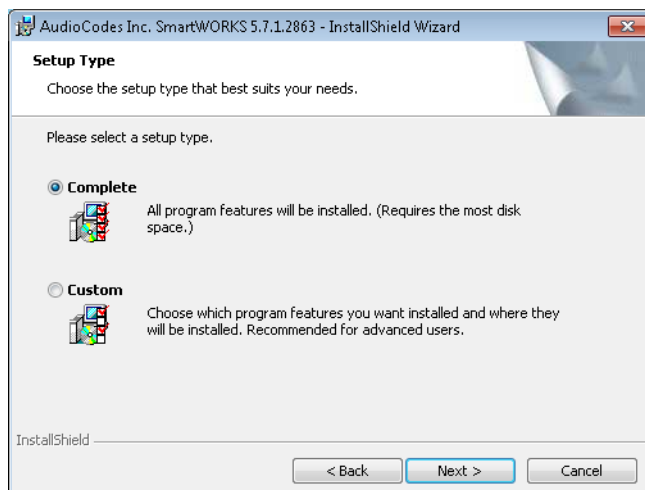 AudioCodes Inc. SmartWORKS 5.7.1.2863 - InstallShield Wizard
Setup Type
Choose the setup type that best suits your needs.
Please select a setup type.
Complete
All program features will be installed. (Requires the most disk
space.)
Custom
Choose which program features you want installed and where they
will be installed. Recommended for advanced users.
InstallShield
< Back
Next >
Cancel